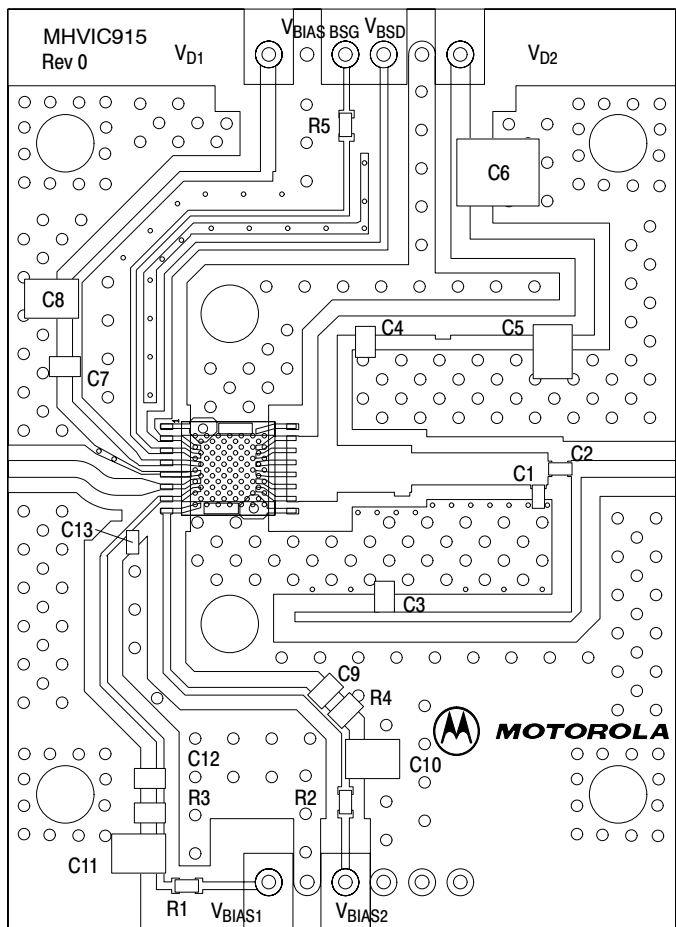 MHVIC915
Rev 0
VD1
VBIAS BSG
VBSD
VD2
R5
C6
C8
C7
C4
C5
C2
C1
C13
C3
C9
R4
MOTOROLA
C12
C10
R3
R2
C11
R1
VBIAS1
VBIAS2